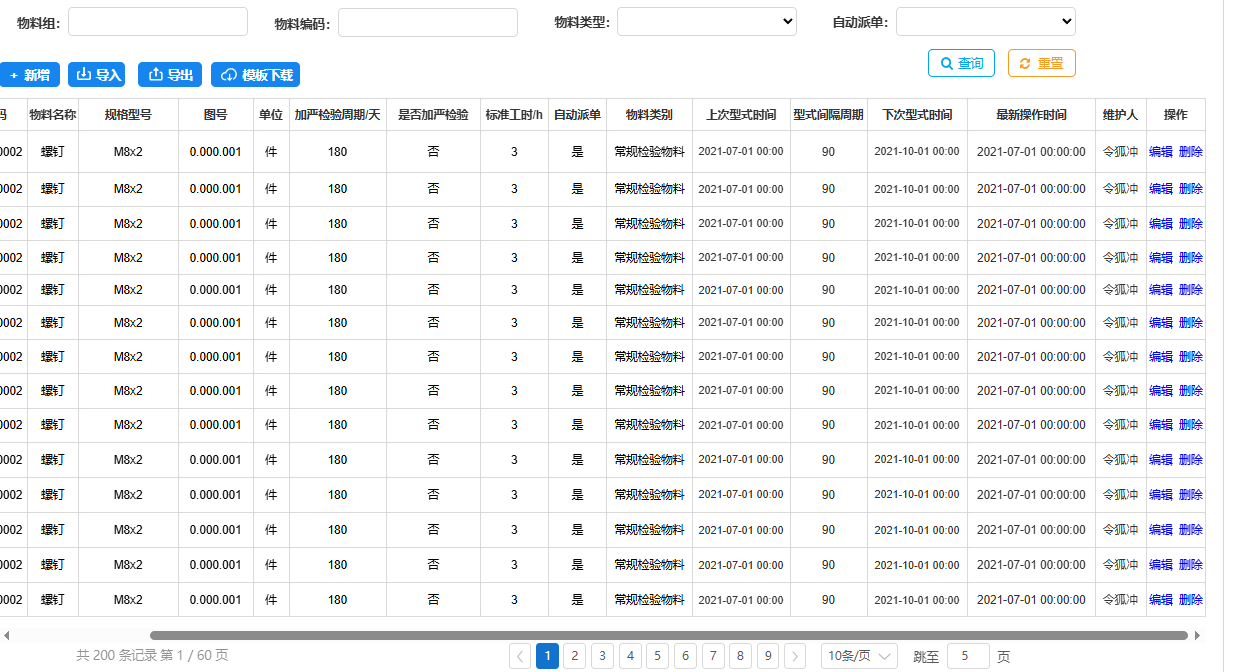 物料组: 物料编码: 物料类型: 自动派单:
+ 新增 导入 导出 模板下载 查询 重置
码 物料名称 规格型号 图号 单位 加严检验周期/天 是否加严检验 标准工时/h 自动派单 物料类别 上次型式时间 型式间隔周期 下次型式时间 最新操作时间 维护人 操作
0002 螺钉 M8x2 0.000.001 件 180 否 3 是 常规检验物料 2021-07-01 00:00 90 2021-10-01 00:00 2021-07-01 00:00:00 令狐冲 编辑 删除
0002 螺钉 M8x2 0.000.001 件 180 否 3 是 常规检验物料 2021-07-01 00:00 90 2021-10-01 00:00 2021-07-01 00:00:00 令狐冲 编辑 删除
0002 螺钉 M8x2 0.000.001 件 180 否 3 是 常规检验物料 2021-07-01 00:00 90 2021-10-01 00:00 2021-07-01 00:00:00 令狐冲 编辑 删除
0002 螺钉 M8x2 0.000.001 件 180 否 3 是 常规检验物料 2021-07-01 00:00 90 2021-10-01 00:00 2021-07-01 00:00:00 令狐冲 编辑 删除
0002 螺钉 M8x2 0.000.001 件 180 否 3 是 常规检验物料 2021-07-01 00:00 90 2021-10-01 00:00 2021-07-01 00:00:00 令狐冲 编辑 删除
0002 螺钉 M8x2 0.000.001 件 180 否 3 是 常规检验物料 2021-07-01 00:00 90 2021-10-01 00:00 2021-07-01 00:00:00 令狐冲 编辑 删除
0002 螺钉 M8x2 0.000.001 件 180 否 3 是 常规检验物料 2021-07-01 00:00 90 2021-10-01 00:00 2021-07-01 00:00:00 令狐冲 编辑 删除
0002 螺钉 M8x2 0.000.001 件 180 否 3 是 常规检验物料 2021-07-01 00:00 90 2021-10-01 00:00 2021-07-01 00:00:00 令狐冲 编辑 删除
0002 螺钉 M8x2 0.000.001 件 180 否 3 是 常规检验物料 2021-07-01 00:00 90 2021-10-01 00:00 2021-07-01 00:00:00 令狐冲 编辑 删除
0002 螺钉 M8x2 0.000.001 件 180 否 3 是 常规检验物料 2021-07-01 00:00 90 2021-10-01 00:00 2021-07-01 00:00:00 令狐冲 编辑 删除
0002 螺钉 M8x2 0.000.001 件 180 否 3 是 常规检验物料 2021-07-01 00:00 90 2021-10-01 00:00 2021-07-01 00:00:00 令狐冲 编辑 删除
0002 螺钉 M8x2 0.000.001 件 180 否 3 是 常规检验物料 2021-07-01 00:00 90 2021-10-01 00:00 2021-07-01 00:00:00 令狐冲 编辑 删除
0002 螺钉 M8x2 0.000.001 件 180 否 3 是 常规检验物料 2021-07-01 00:00 90 2021-10-01 00:00 2021-07-01 00:00:00 令狐冲 编辑 删除
0002 螺钉 M8x2 0.000.001 件 180 否 3 是 常规检验物料 2021-07-01 00:00 90 2021-10-01 00:00 2021-07-01 00:00:00 令狐冲 编辑 删除
共 200 条记录 第 1 / 60 页 1 2 3 4 5 6 7 8 9 10条/页 跳至 5 页